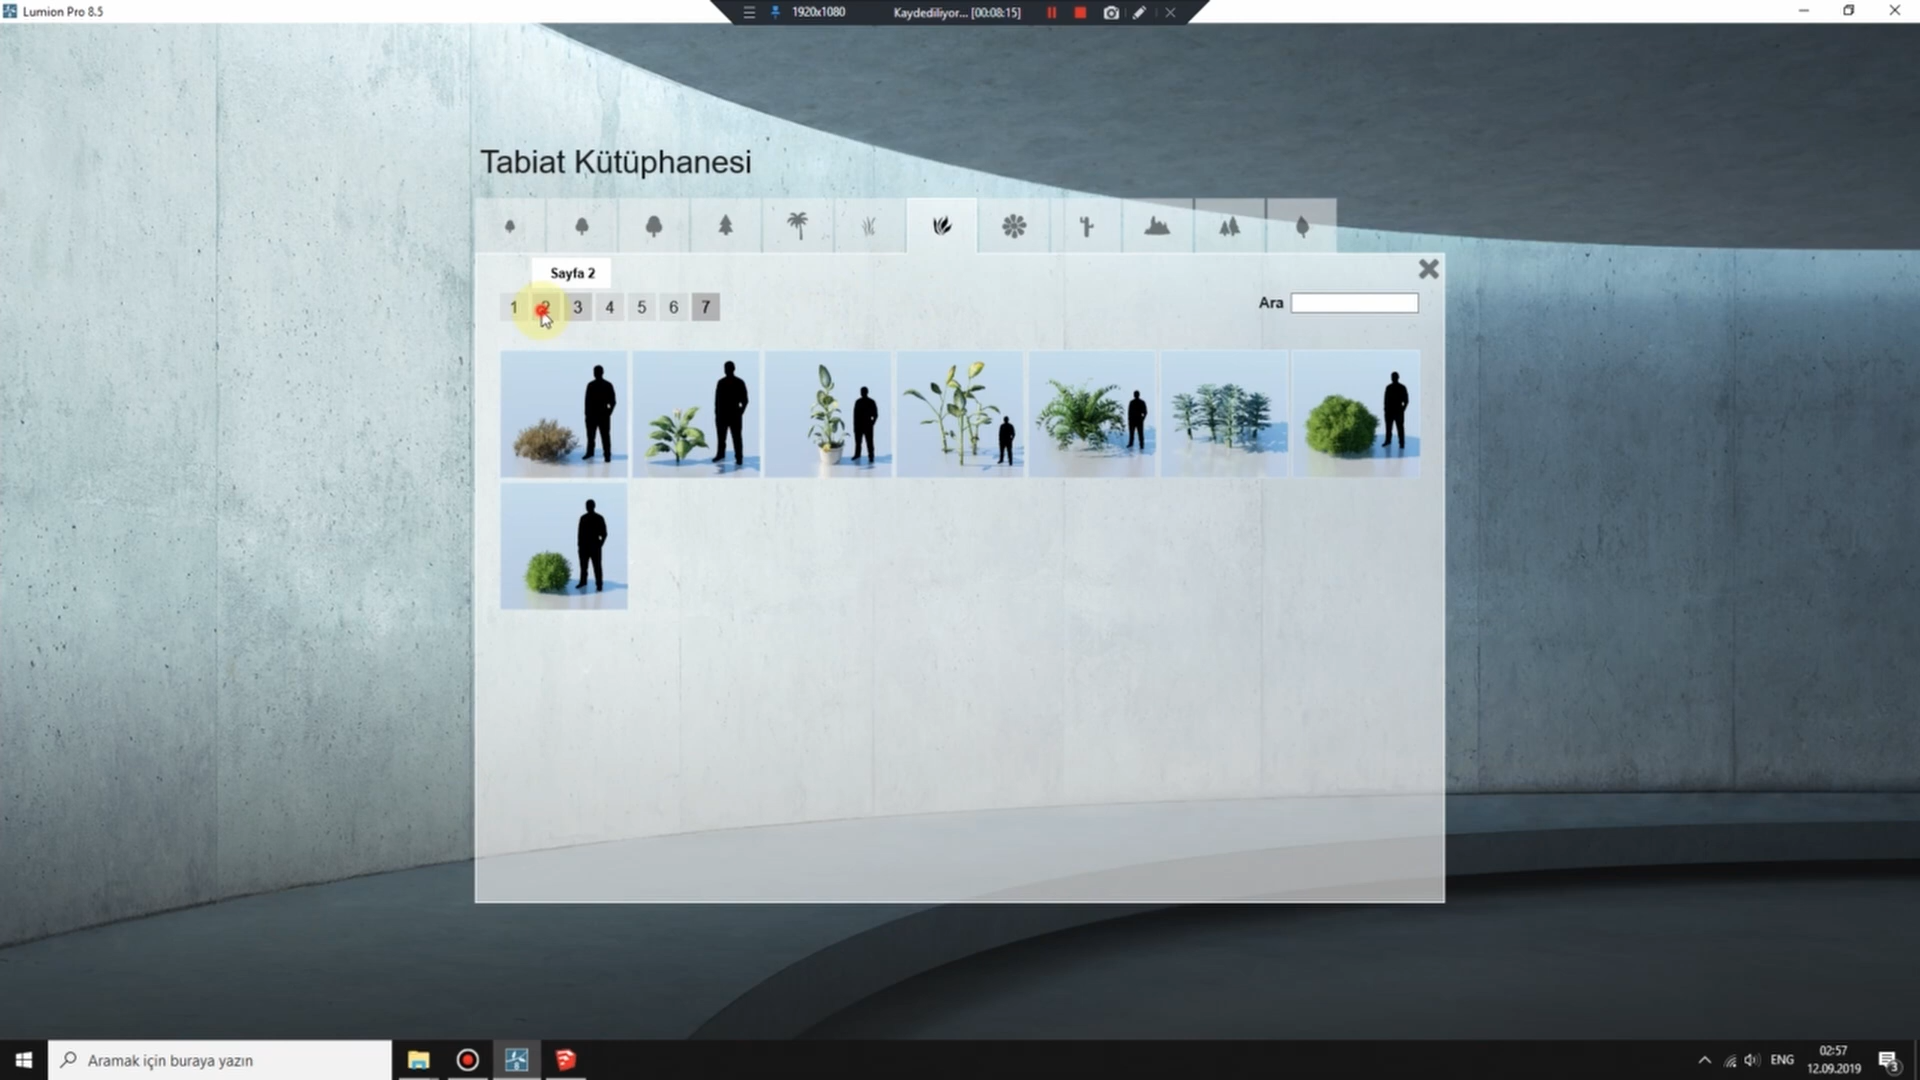 Lumion Pro 8.5
1920x1080
Kaydediliyor... [00:08:15]
Tabiat Kütüphanesi
Sayfa 2
1 2 3 4 5 6 7
Ara
Aramak için buraya yazın
ENG
02:57
12.09.2019
3